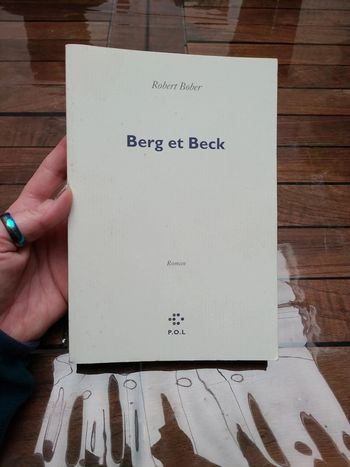 Robert Bober
Berg et Beck
Roman
P.O.L